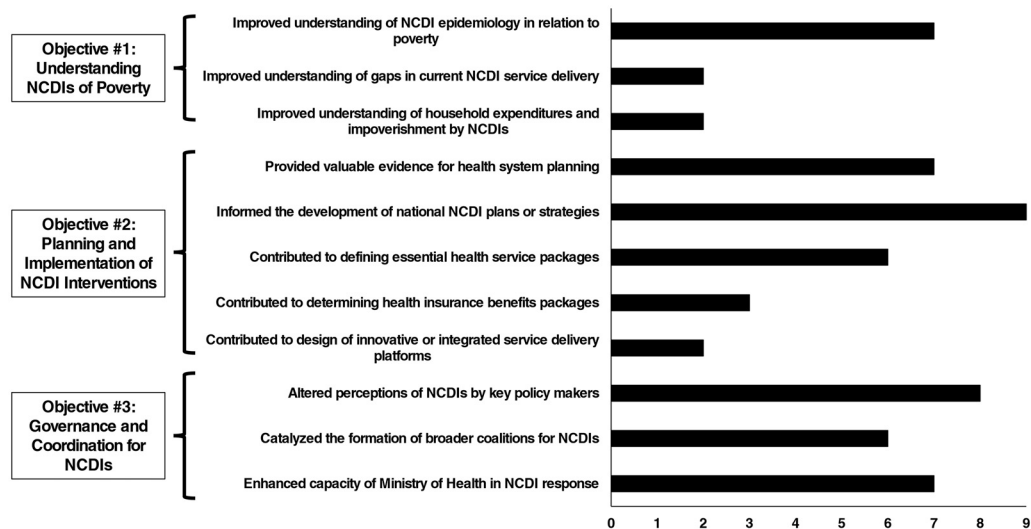 Objective #1:
Understanding
NCDIs of Poverty
Improved understanding of NCDI epidemiology in relation to
poverty
Improved understanding of gaps in current NCDI service delivery
Improved understanding of household expenditures and
impoverishment by NCDIs
Objective #2:
Planning and
Implementation of
NCDI Interventions
Provided valuable evidence for health system planning
Informed the development of national NCDI plans or strategies
Contributed to defining essential health service packages
Contributed to determining health insurance benefits packages
Contributed to design of innovative or integrated service delivery
platforms
Objective #3:
Governance and
Coordination for
NCDIs
Altered perceptions of NCDIs by key policy makers
Catalyzed the formation of broader coalitions for NCDIs
Enhanced capacity of Ministry of Health in NCDI response
0 1 2 3 4 5 6 7 8 9